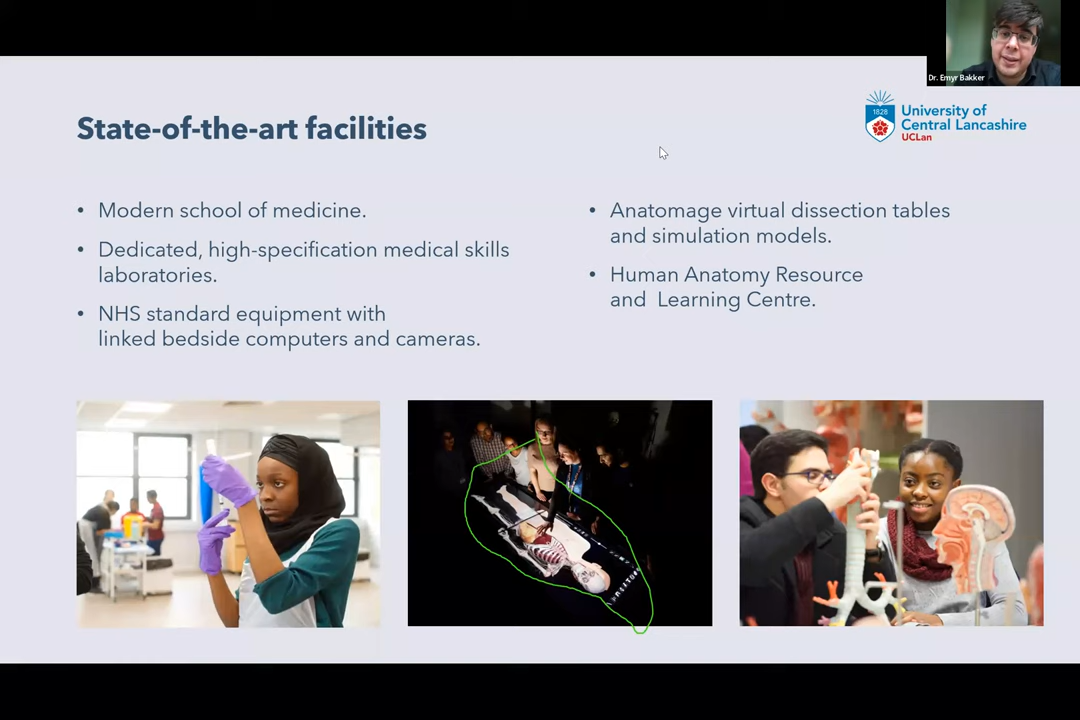 Dr. Emyr Bakker
State-of-the-art facilities
1828
University of
Central Lancashire
UCLan
• Modern school of medicine.
• Dedicated, high-specification medical skills
laboratories.
• NHS standard equipment with
linked bedside computers and cameras.
• Anatomage virtual dissection tables
and simulation models.
• Human Anatomy Resource
and  Learning Centre.